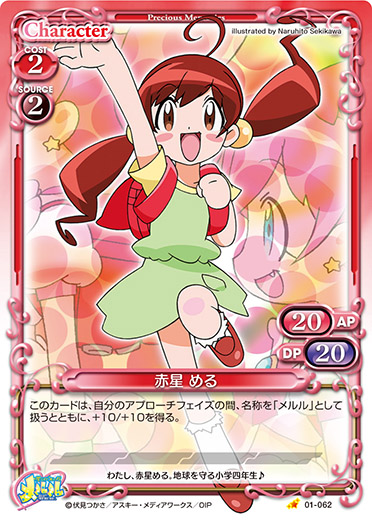 Precious Memories
Character
illustrated by Naruhito Sekikawa
COST
2
SOURCE
2
20 AP
DP 20
赤星 める
このカードは、自分のアプローチフェイズの間、名称を「メルル」として
扱うとともに、+10/+10を得る。
わたし、赤星める。地球を守る小学四年生♪
メルル
01-062
©伏見つかさ/アスキー・メディアワークス/OIP